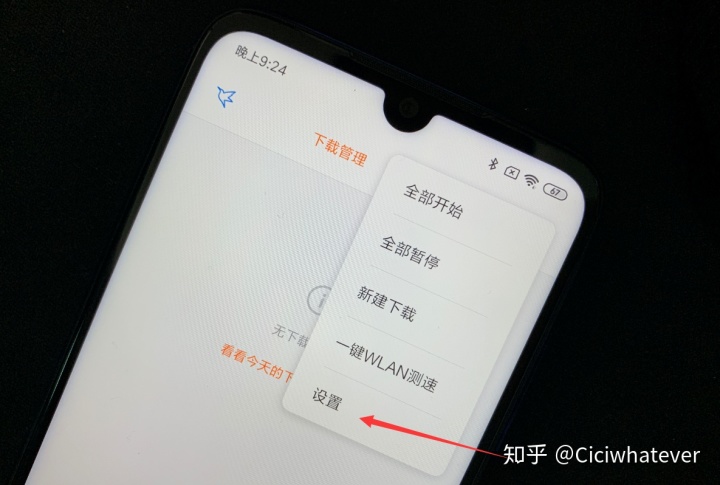 晚上9:24
67
下载管理
全部开始
全部暂停
新建下载
无下载
一键WLAN测速
看看今天的下
设置
知乎 @Ciciwhatever